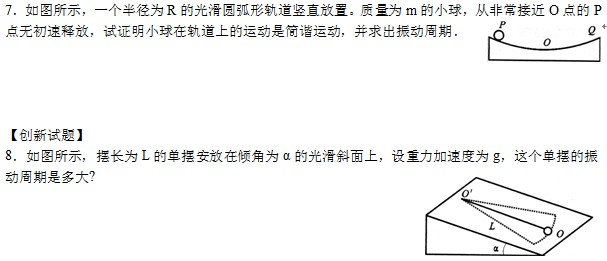 7．如图所示，一个半径为 R 的光滑圆弧形轨道竖直放置。质量为 m 的小球，从非常接近 O 点的 P
点无初速释放，试证明小球在轨道上的运动是简谐运动，并求出振动周期．
P
O
Q
【创新试题】
8．如图所示，摆长为 L 的单摆安放在倾角为 α 的光滑斜面上，设重力加速度为 g，这个单摆的振
动周期是多大?
O'
L
O
α